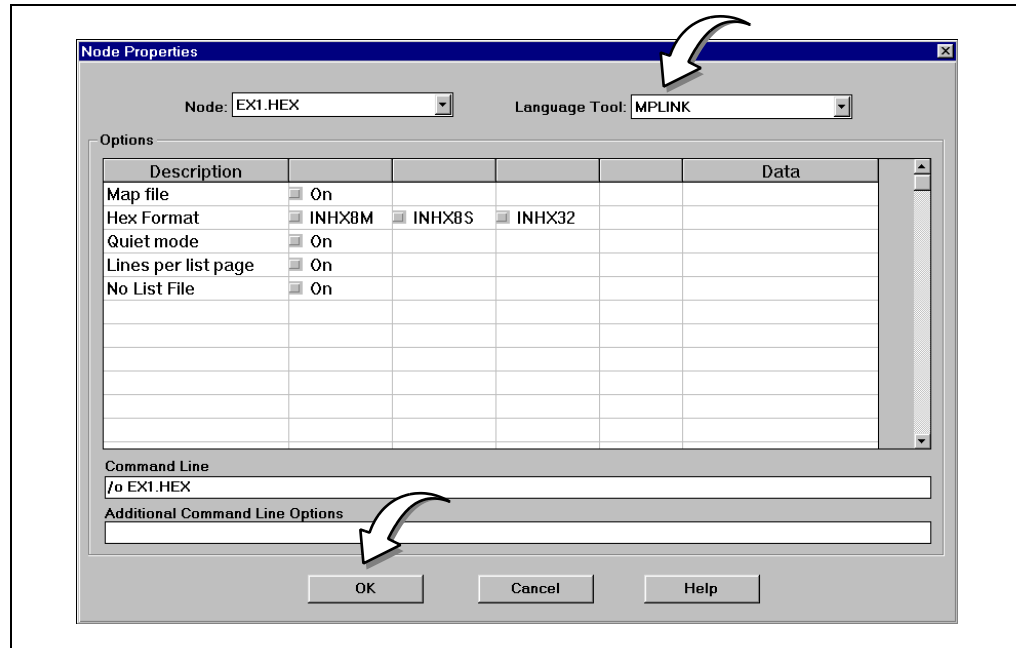 Node Properties
Node: EX1.HEX Language Tool: MPLINK
Options
Description Data
Map file On
Hex Format INHX8M INHX8S INHX32
Quiet mode On
Lines per list page On
No List File On
Command Line
/o EX1.HEX
Additional Command Line Options
OK Cancel Help